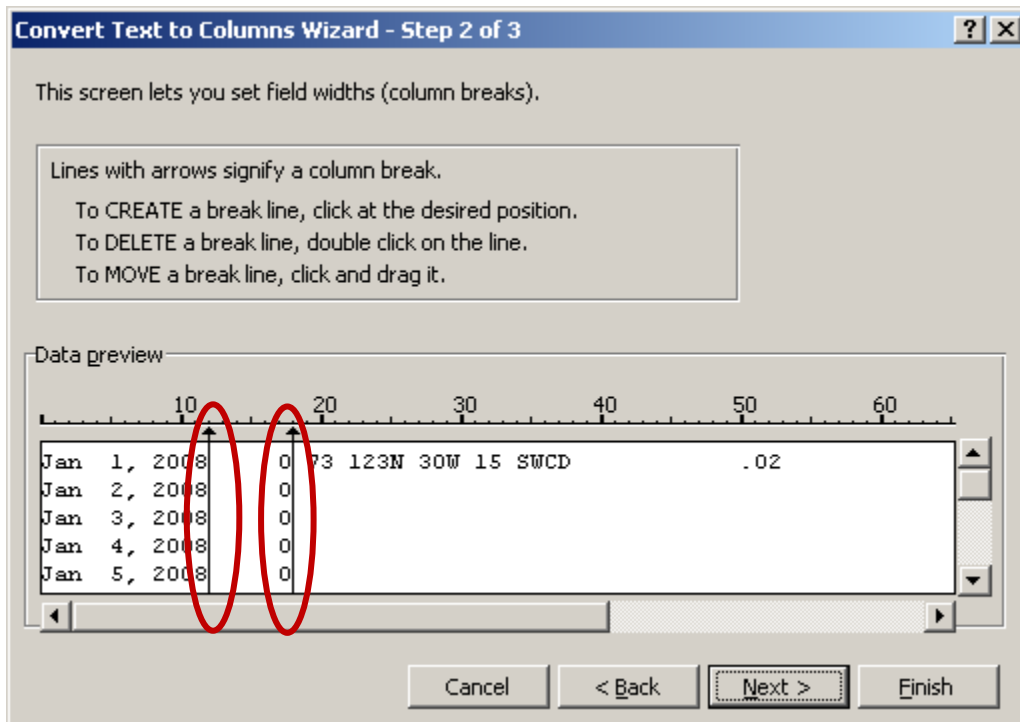 Convert Text to Columns Wizard - Step 2 of 3
This screen lets you set field widths (column breaks).
Lines with arrows signify a column break.
To CREATE a break line, click at the desired position.
To DELETE a break line, double click on the line.
To MOVE a break line, click and drag it.
Data preview
10 20 30 40 50 60
Jan 1, 2008 0 73 123N 30W 15 SWCD .02
Jan 2, 2008 0
Jan 3, 2008 0
Jan 4, 2008 0
Jan 5, 2008 0
Cancel < Back Next > Finish